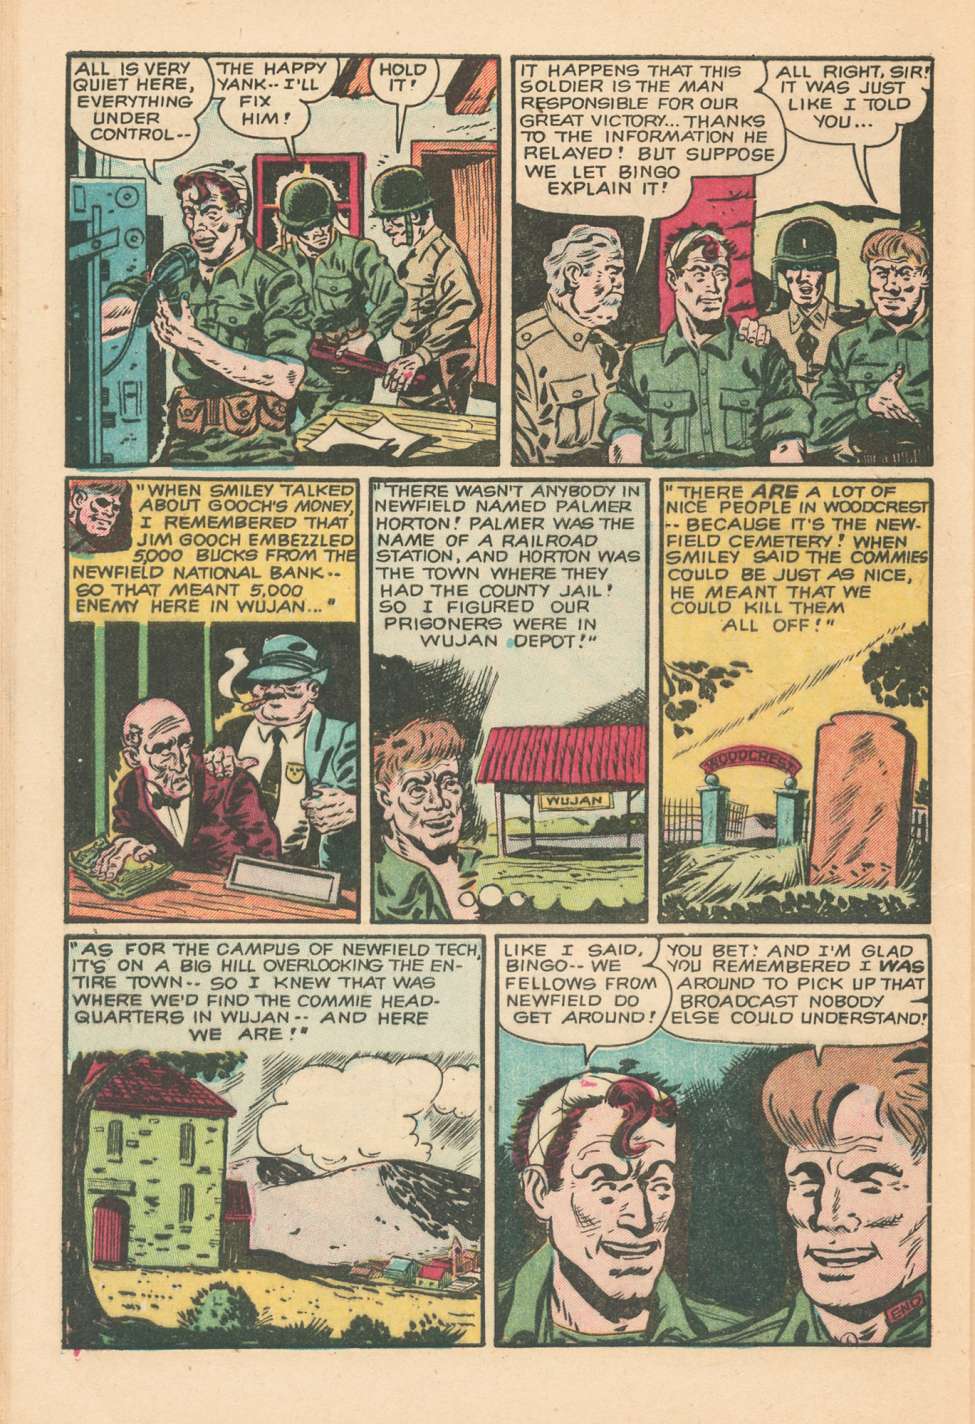 ALL IS VERY
QUIET HERE,
EVERYTHING
UNDER
CONTROL--
THE HAPPY
YANK-- I'LL
FIX
HIM!
HOLD
IT!
IT HAPPENS THAT THIS
SOLDIER IS THE MAN
RESPONSIBLE FOR OUR
GREAT VICTORY... THANKS
TO THE INFORMATION HE
RELAYED! BUT SUPPOSE
WE LET BINGO
EXPLAIN IT!
ALL RIGHT, SIR!
IT WAS JUST
LIKE I TOLD
YOU...
"WHEN SMILEY TALKED
ABOUT GOOCH'S MONEY,
I REMEMBERED THAT
JIM GOOCH EMBEZZLED
5,000 BUCKS FROM THE
NEWFIELD NATIONAL BANK--
SO THAT MEANT 5,000
ENEMY HERE IN WUJAN..."
"THERE WASN'T ANYBODY IN
NEWFIELD NAMED PALMER
HORTON! PALMER WAS THE
NAME OF A RAILROAD
STATION, AND HORTON WAS
THE TOWN WHERE THEY
HAD THE COUNTY JAIL!
SO I FIGURED OUR
PRISONERS WERE IN
WUJAN DEPOT!"
WUJAN
"THERE ARE A LOT OF
NICE PEOPLE IN WOODCREST
-- BECAUSE IT'S THE NEW-
FIELD CEMETERY! WHEN
SMILEY SAID THE COMMIES
COULD BE JUST AS NICE,
HE MEANT THAT WE
COULD KILL THEM
ALL OFF!"
WOODCREST
"AS FOR THE CAMPUS OF NEWFIELD TECH,
IT'S ON A BIG HILL OVERLOOKING THE EN-
TIRE TOWN-- SO I KNEW THAT WAS
WHERE WE'D FIND THE COMMIE HEAD-
QUARTERS IN WUJAN-- AND HERE
WE ARE!"
LIKE I SAID,
BINGO-- WE
FELLOWS FROM
NEWFIELD DO
GET AROUND!
YOU BET! AND I'M GLAD
YOU REMEMBERED I WAS
AROUND TO PICK UP THAT
BROADCAST NOBODY
ELSE COULD UNDERSTAND!
END